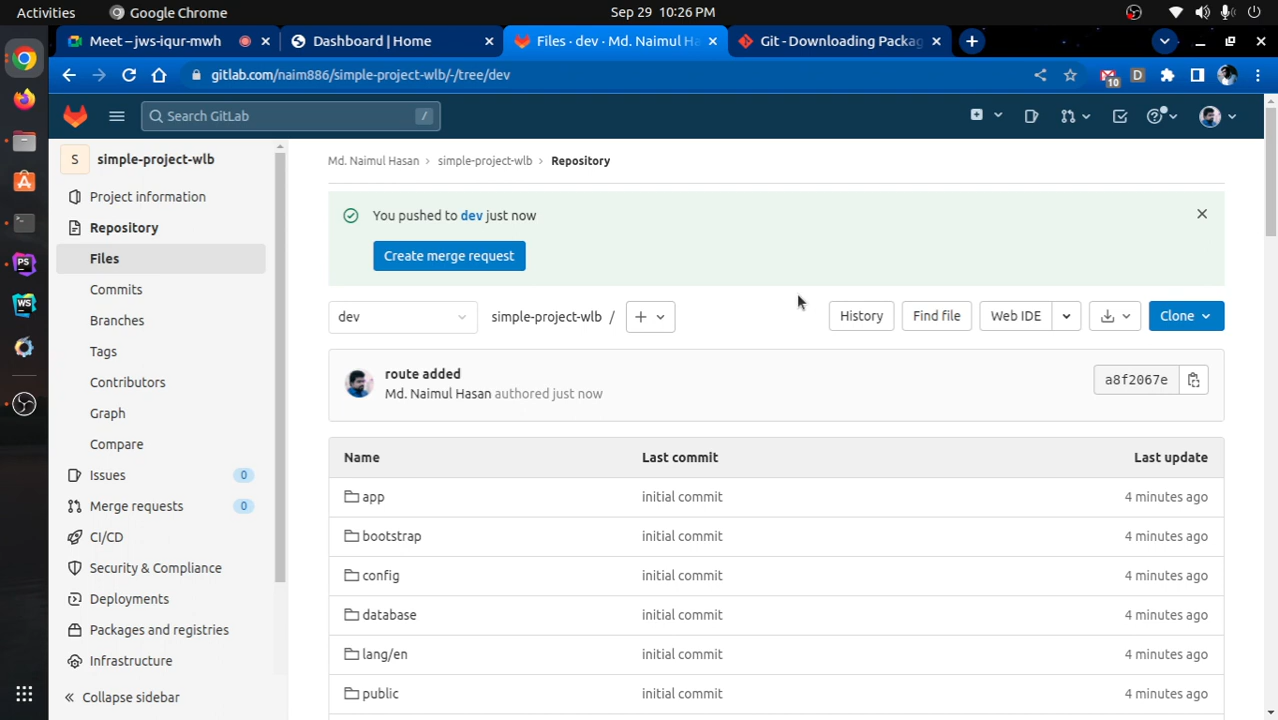 Activities Google Chrome Sep 29 10:26 PM
Meet – jws-iqur-mwh Dashboard | Home Files · dev · Md. Naimul Ha Git - Downloading Packag
gitlab.com/naim886/simple-project-wlb/-/tree/dev 10 D
Search GitLab /
S simple-project-wlb
Project information
Repository
Files
Commits
Branches
Tags
Contributors
Graph
Compare
Issues 0
Merge requests 0
CI/CD
Security & Compliance
Deployments
Packages and registries
Infrastructure
Collapse sidebar
Md. Naimul Hasan › simple-project-wlb › Repository
You pushed to dev just now
Create merge request
dev simple-project-wlb / + History Find file Web IDE Clone
route added
Md. Naimul Hasan authored just now
a8f2067e
Name Last commit Last update
app initial commit 4 minutes ago
bootstrap initial commit 4 minutes ago
config initial commit 4 minutes ago
database initial commit 4 minutes ago
lang/en initial commit 4 minutes ago
public initial commit 4 minutes ago
PS
WS